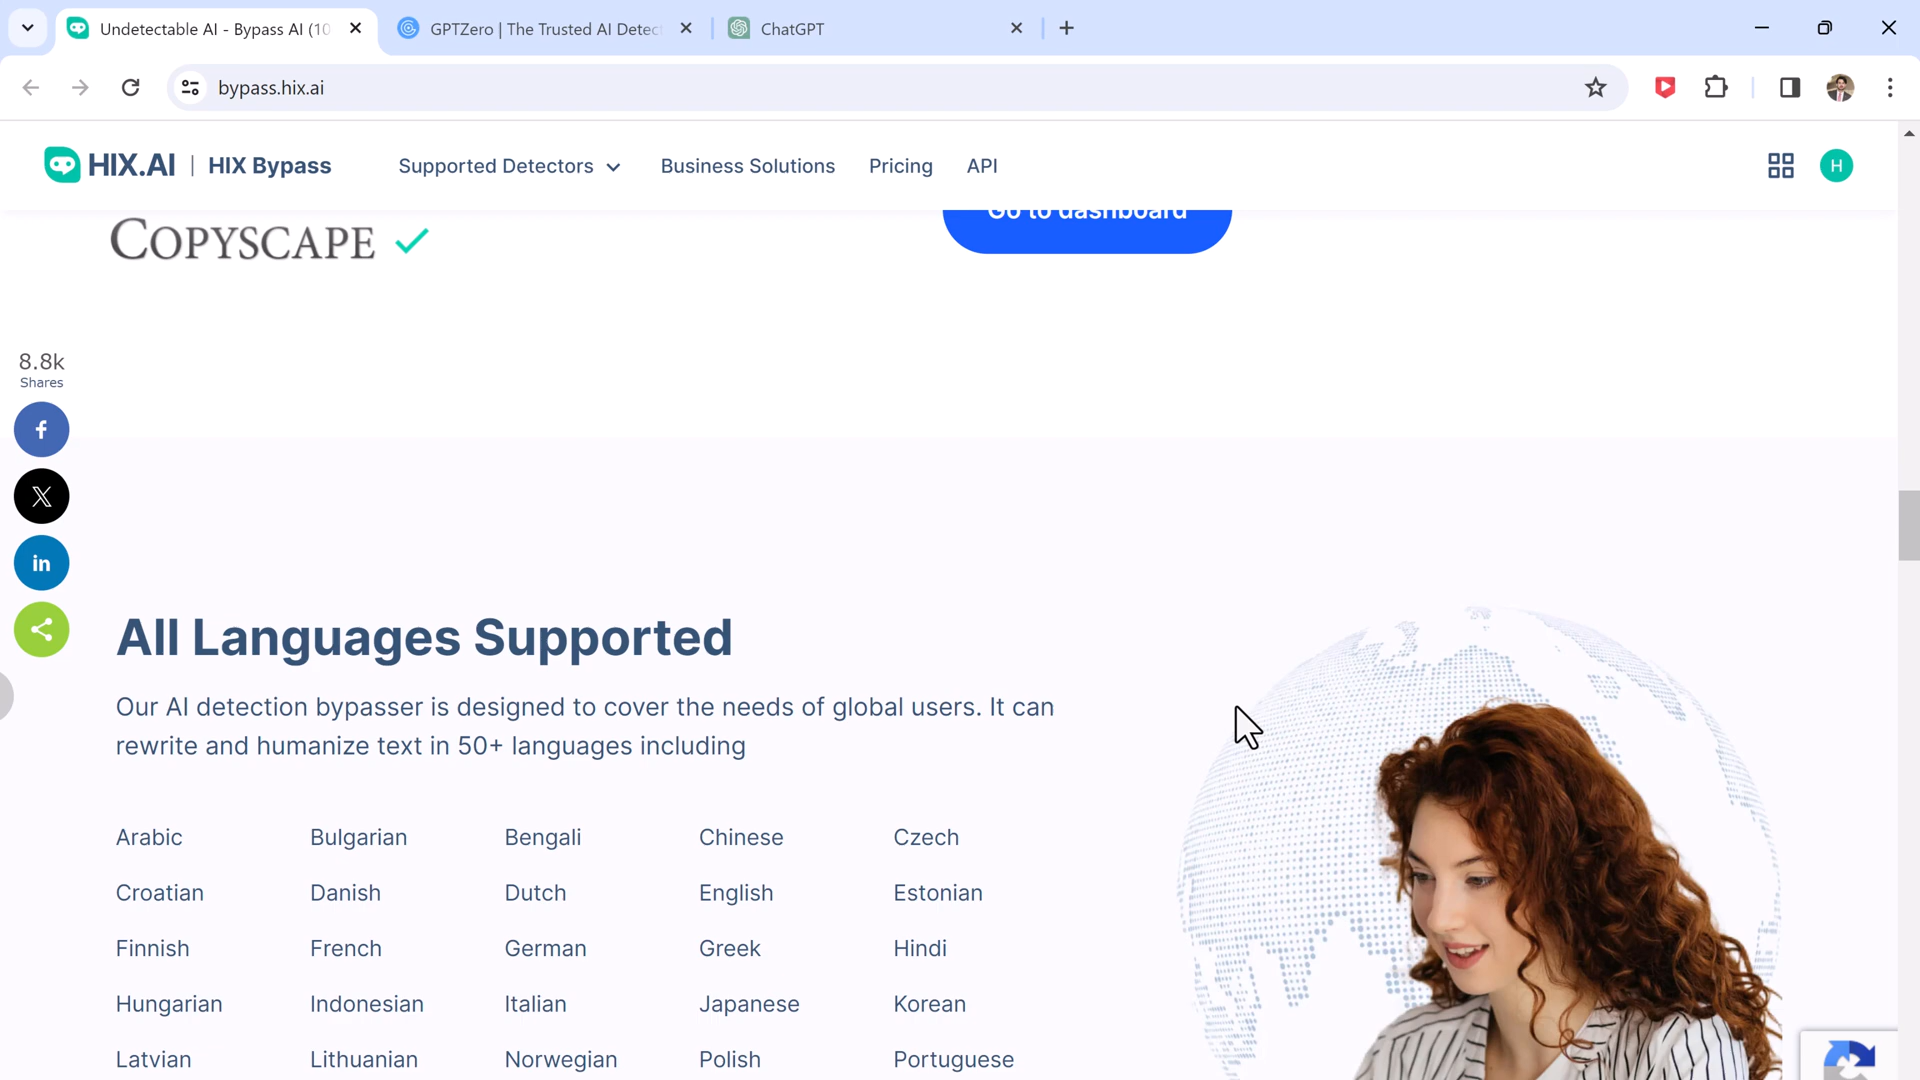 Undetectable AI - Bypass AI (10
GPTZero | The Trusted AI Detec
ChatGPT
bypass.hix.ai
HIX.AI | HIX Bypass
Supported Detectors
Business Solutions
Pricing
API
H
COPYSCAPE
Go to dashboard
8.8k
Shares
All Languages Supported
Our AI detection bypasser is designed to cover the needs of global users. It can
rewrite and humanize text in 50+ languages including
Arabic Bulgarian Bengali Chinese Czech
Croatian Danish Dutch English Estonian
Finnish French German Greek Hindi
Hungarian Indonesian Italian Japanese Korean
Latvian Lithuanian Norwegian Polish Portuguese